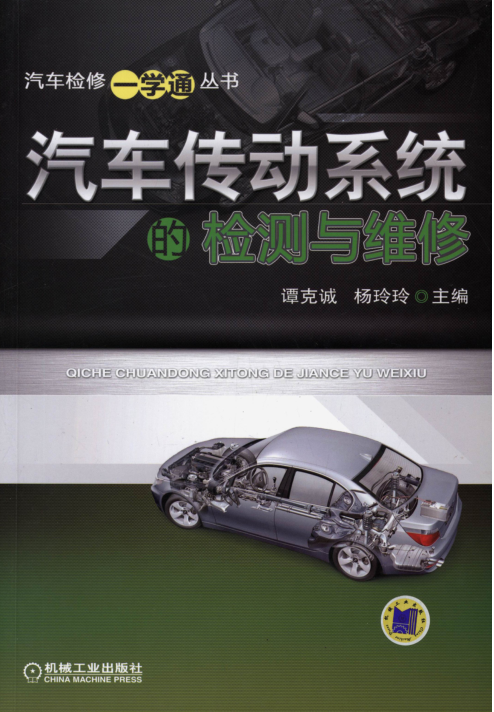 汽车检修一学通丛书
汽车传动系统
的检测与维修
谭克诚 杨玲玲◎主编
QICHE CHUANDONG XITONG DE JIANCE YU WEIXIU
机械工业出版社
CHINA MACHINE PRESS